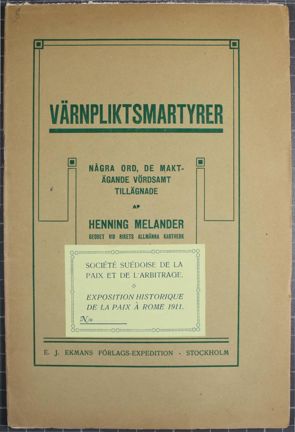 VÄRNPLIKTSMARTYRER
NÅGRA ORD, DE MAKT-
ÄGANDE VÖRDSAMT
TILLÄGNADE
AF
HENNING MELANDER
GEODET VID RIKETS ALLMÄNNA KARTVERK
SOCIÉTÉ SUÉDOISE DE LA
PAIX ET DE L'ARBITRAGE.
EXPOSITION HISTORIQUE
DE LA PAIX À ROME 1911.
No
E. J. EKMANS FÖRLAGS-EXPEDITION - STOCKHOLM